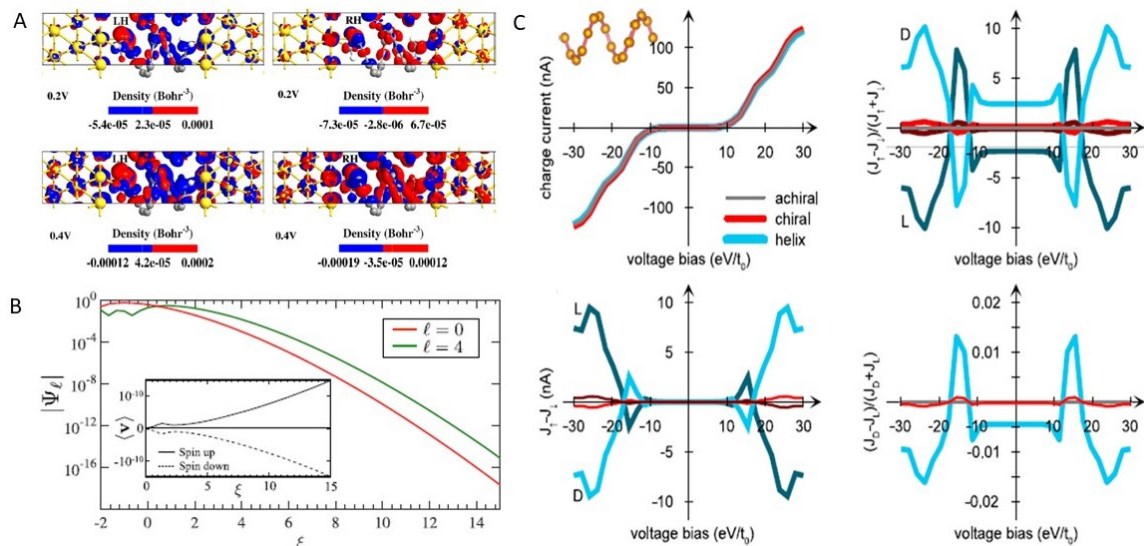 A
LH
RH
0.2V
0.2V
Density (Bohr⁻³)
Density (Bohr⁻³)
-5.4e-05 2.3e-05 0.0001
-7.3e-05 -2.8e-06 6.7e-05
LH
RH
0.4V
0.4V
Density (Bohr⁻³)
Density (Bohr⁻³)
-0.00012 4.2e-05 0.0002
-0.00019 -3.5e-05 0.00012
B
|Ψℓ|
10⁰
10⁻⁴
10⁻⁸
10⁻¹²
10⁻¹⁶
ℓ = 0
ℓ = 4
⟨v⟩
10⁻¹⁰
0
-10⁻¹⁰
Spin up
Spin down
0 5 10 15
ξ
-2 0 2 4 6 8 10 12 14
ξ
C
charge current (nA)
100
50
-50
-100
-30 -20 -10 10 20 30
achiral
chiral
helix
voltage bias (eV/t₀)
(J↑-J↓)/(J↑+J↓)
D
L
5
-5
-10
-30 -20 -10 10 20 30
voltage bias (eV/t₀)
J↑-J↓ (nA)
L
D
10
5
-5
-10
-30 -20 -10 10 20 30
voltage bias (eV/t₀)
(J_D-J_L)/(J_D+J_L)
0.02
0.01
-0.01
-0,02
-30 -20 -10 10 20 30
voltage bias (eV/t₀)